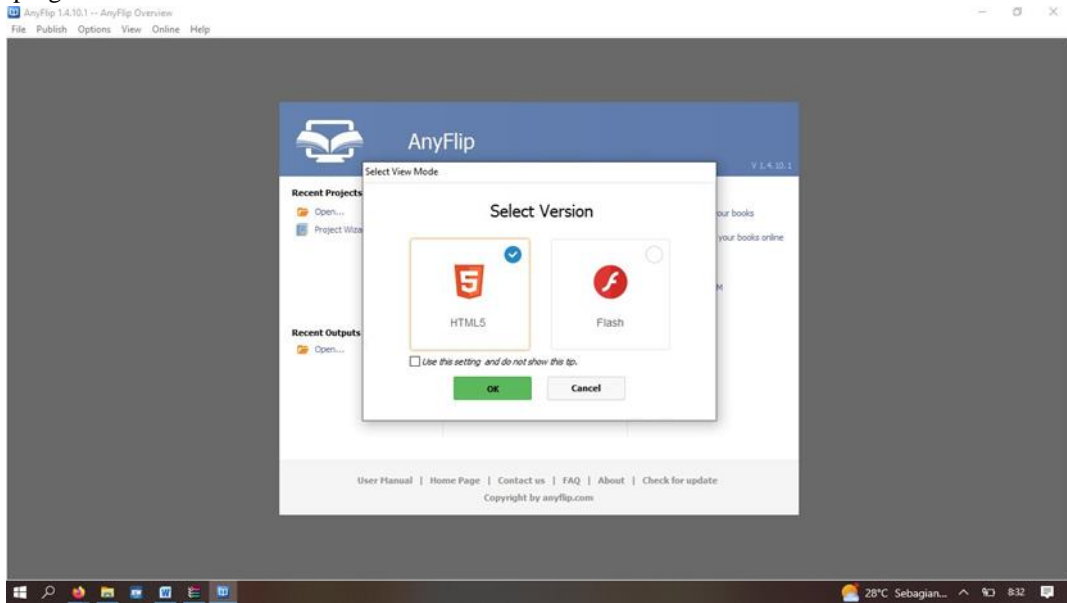 AnyFlip 1.4.10.1 -- AnyFlip Overview
File Publish Options View Online Help
AnyFlip
V 1.4.10.1
Select View Mode
Recent Projects
Select Version
Open...
our books
Project Wiza
your books online
HTML5
Flash
M
Recent Outputs
Open...
Use this setting and do not show this tip.
OK
Cancel
User Manual | Home Page | Contact us | FAQ | About | Check for update
Copyright by anyflip.com
28°C Sebagian... 8:32